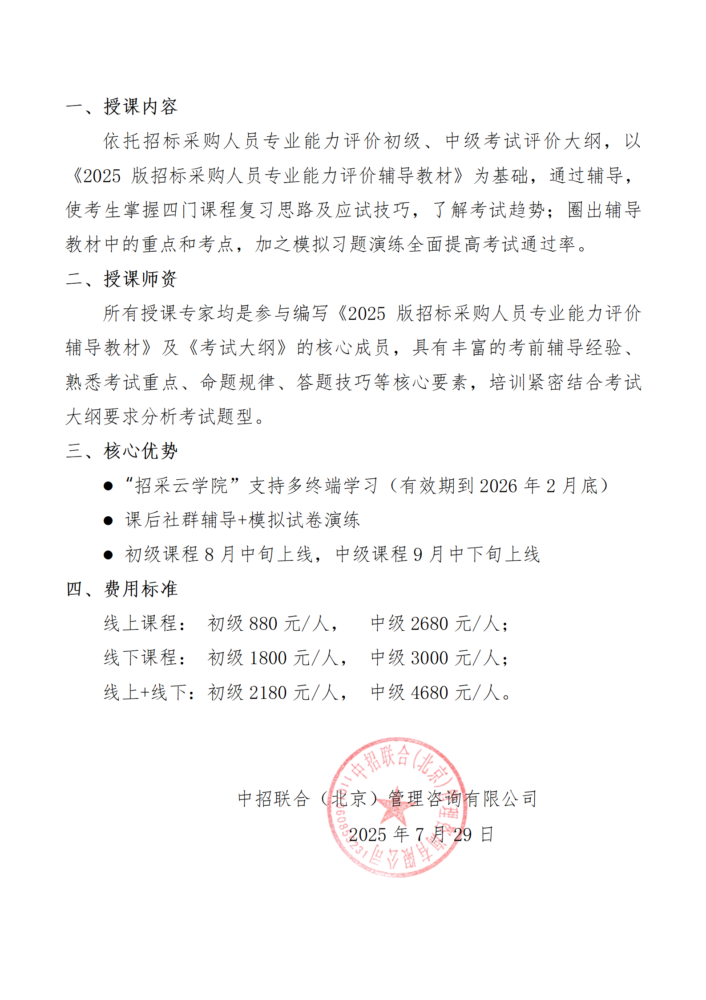 一、授课内容
依托招标采购人员专业能力评价初级、中级考试评价大纲，以
《2025 版招标采购人员专业能力评价辅导教材》为基础，通过辅导，
使考生掌握四门课程复习思路及应试技巧，了解考试趋势；圈出辅导
教材中的重点和考点，加之模拟习题演练全面提高考试通过率。
二、授课师资
所有授课专家均是参与编写《2025 版招标采购人员专业能力评价
辅导教材》及《考试大纲》的核心成员，具有丰富的考前辅导经验、
熟悉考试重点、命题规律、答题技巧等核心要素，培训紧密结合考试
大纲要求分析考试题型。
三、核心优势
● “招采云学院”支持多终端学习（有效期到 2026 年 2 月底）
● 课后社群辅导+模拟试卷演练
● 初级课程 8 月中旬上线，中级课程 9 月中下旬上线
四、费用标准
线上课程： 初级 880 元/人， 中级 2680 元/人；
线下课程： 初级 1800 元/人， 中级 3000 元/人；
线上+线下：初级 2180 元/人， 中级 4680 元/人。
中招联合（北京）管理咨询有限公司
2025 年 7 月 29 日
中招联合(北京)管理咨询有限公司